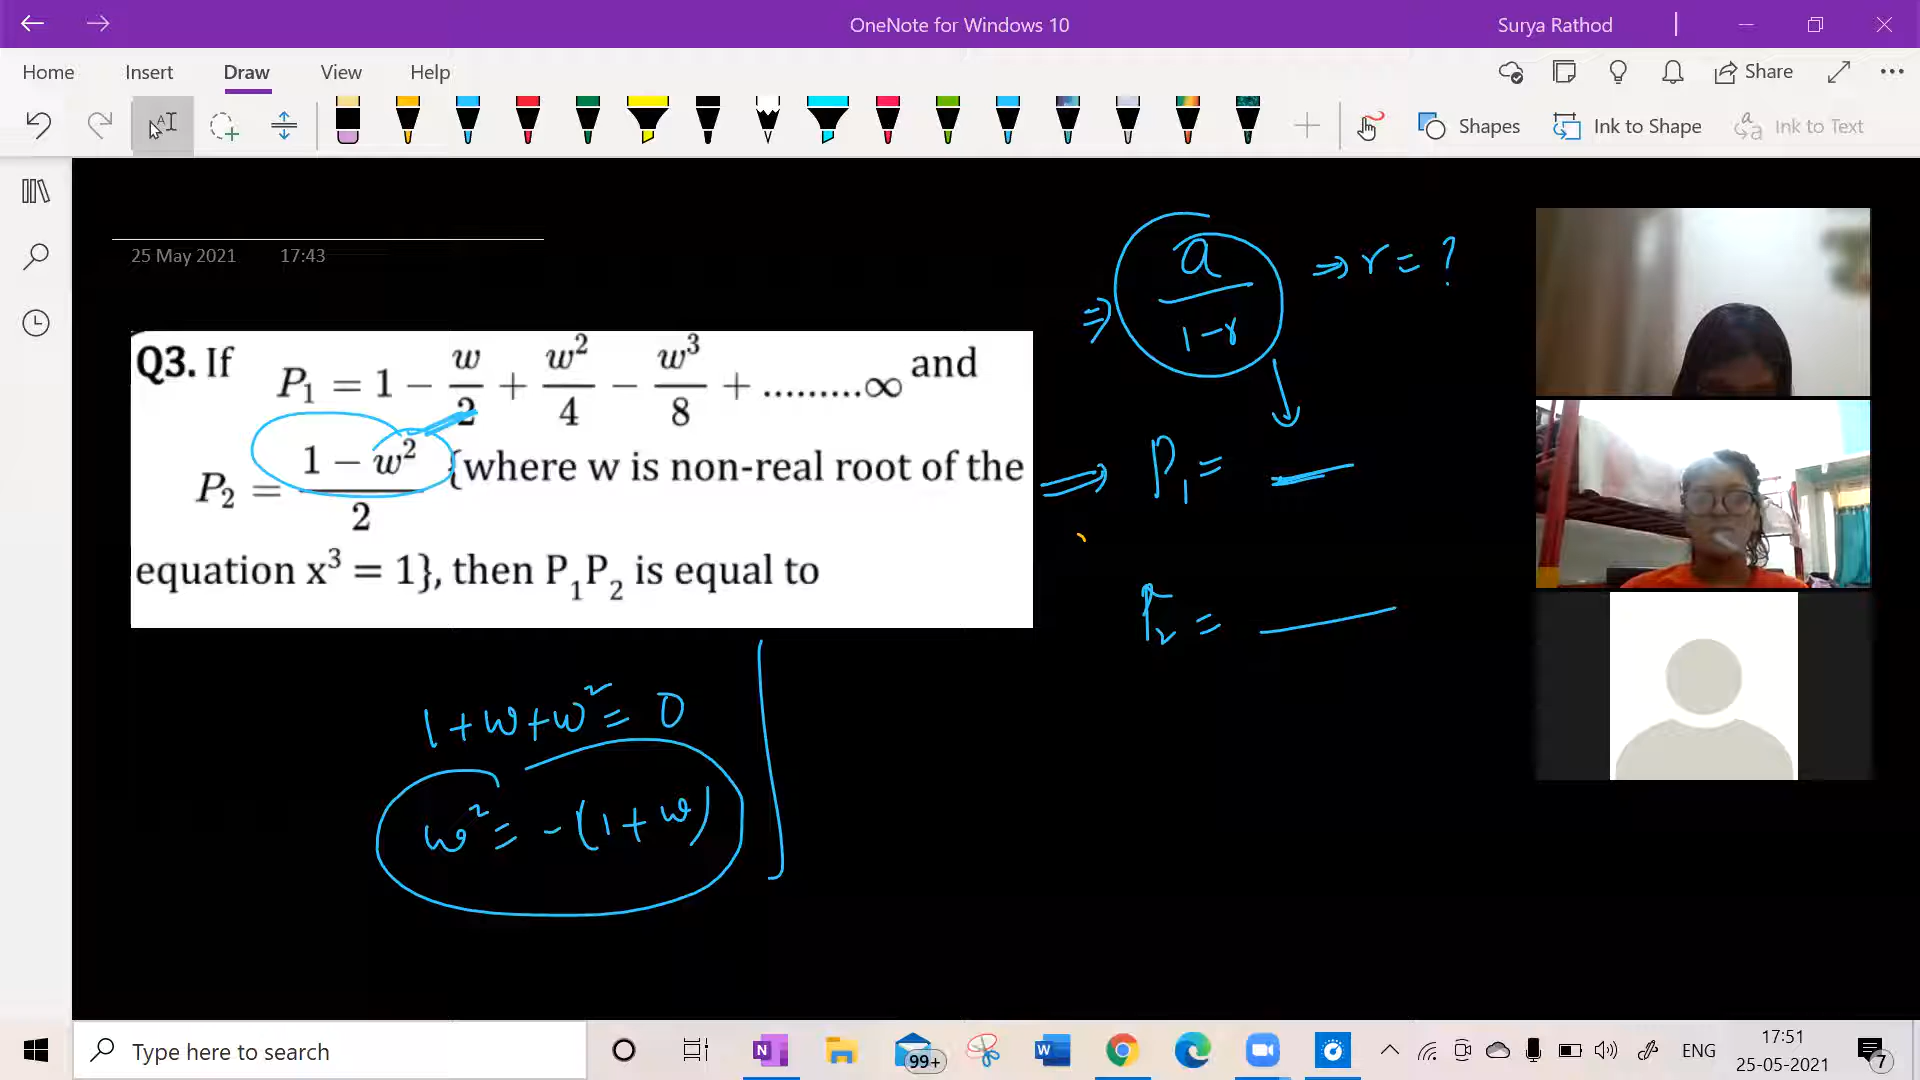 OneNote for Windows 10
Surya Rathod
Home Insert Draw View Help
Share
Shapes Ink to Shape Ink to Text
25 May 2021 17:43
Q3. If P₁ = 1 − w/2 + w²/4 − w³/8 + .........∞ and
P₂ = (1 − w²)/2 {where w is non-real root of the
equation x³ = 1}, then P₁P₂ is equal to
⇒ a/(1−r) ⇒ r = ?
⇒ P₁ =
P₂ =
1+w+w² = 0
w² = −(1+w)
Type here to search
N
99+
W
ENG
17:51
25-05-2021
7